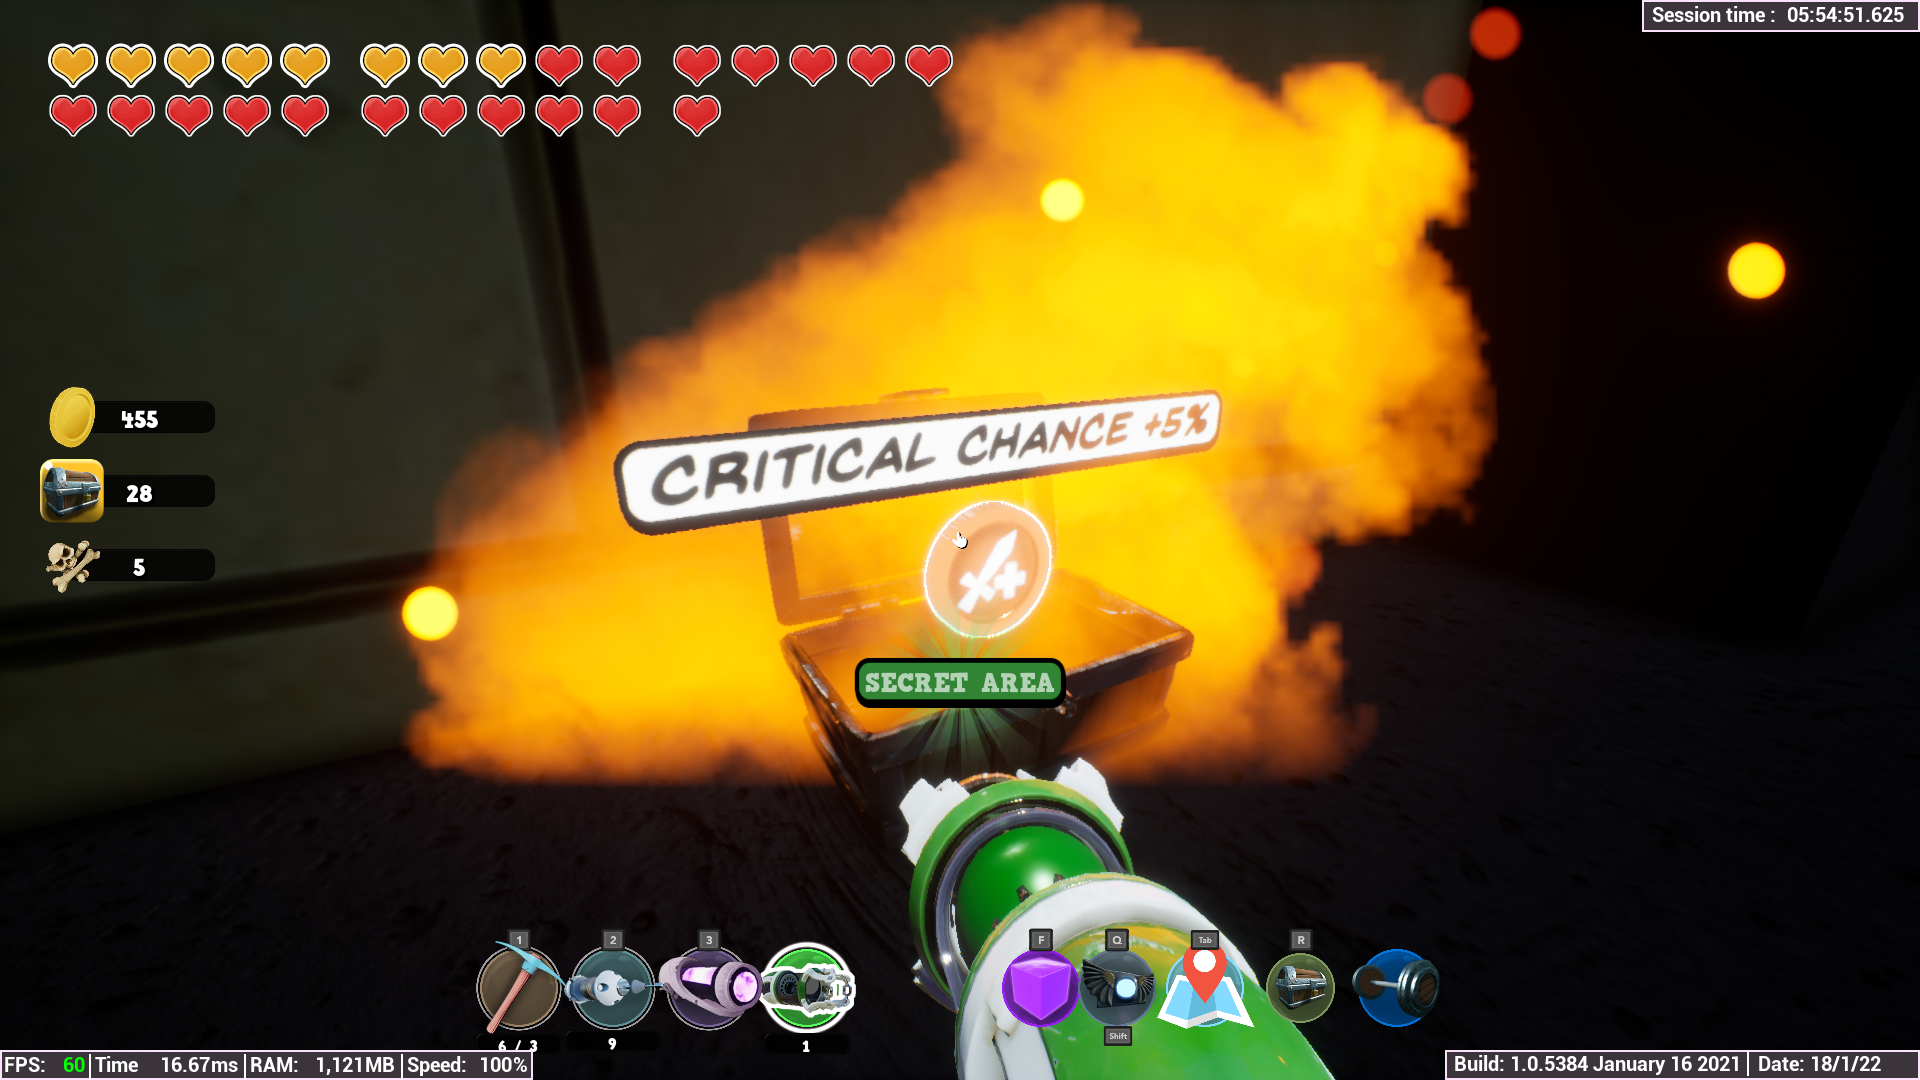 Session time : 05:54:51.625
455
28
5
CRITICAL CHANCE +5%
SECRET AREA
1 2 3 F Q Tab R
Shift
6 / 3 9 1
FPS: 60 Time 16.67ms RAM: 1,121MB Speed: 100%
Build: 1.0.5384 January 16 2021 Date: 18/1/22